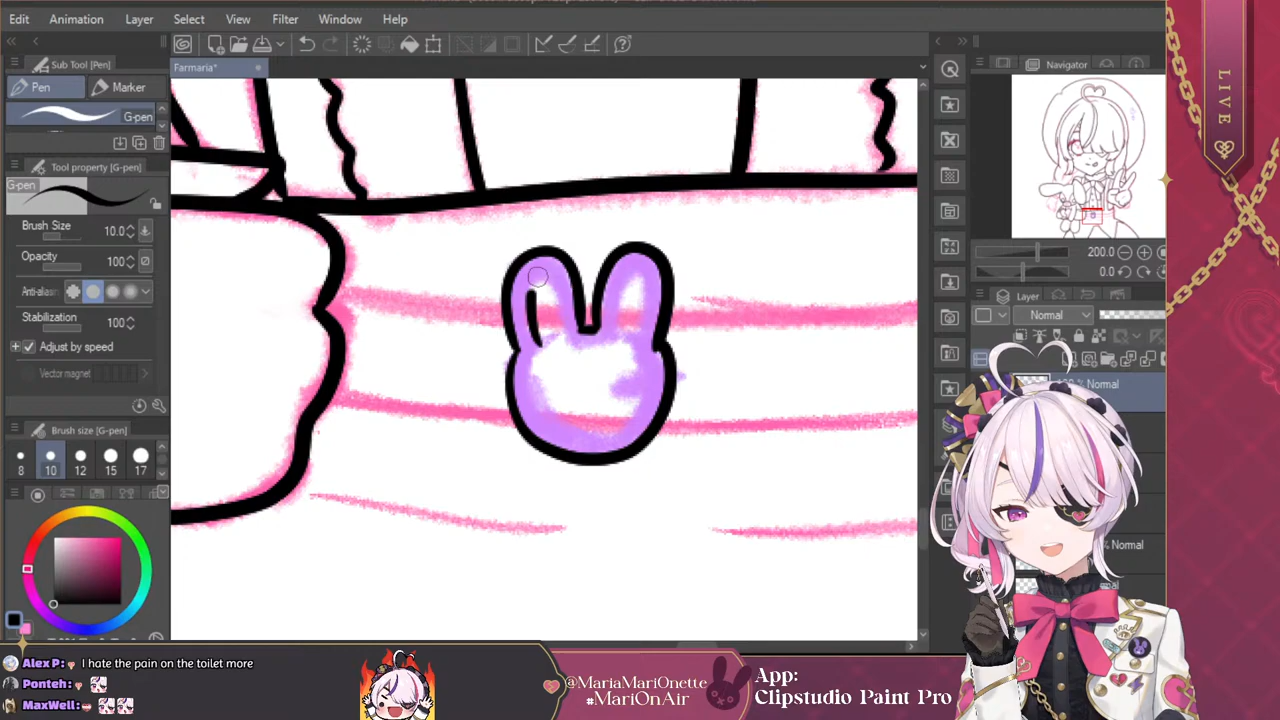 Edit Animation Layer Select View Filter Window Help
Sub Tool [Pen]
Farmaria*
Navigator
Pen Marker
G-pen
Tool property [G-pen]
G-pen
Brush Size 10.0
Opacity 100
Anti-alias
Stabilization 100
Adjust by speed
Vector magnet
Brush size [G-pen]
8 10 12 15 17
200.0
0.0
Layer
Normal
Normal
% Normal
LIVE
Alex P: I hate the pain on the toilet more
Ponteh:
MaxWell:
@MariaMariOnette
#MariOnAir
App:
Clipstudio Paint Pro